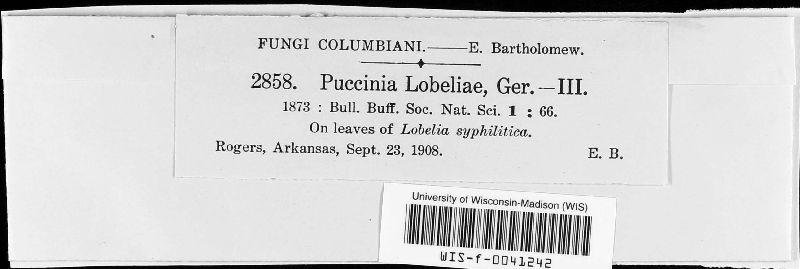 FUNGI COLUMBIANI.——E. Bartholomew.
2858. Puccinia Lobeliae, Ger.—III.
1873 : Bull. Buff. Soc. Nat. Sci. 1 : 66.
On leaves of Lobelia syphilitica.
Rogers, Arkansas, Sept. 23, 1908. E. B.
University of Wisconsin-Madison (WIS)
WIS-f-0041242